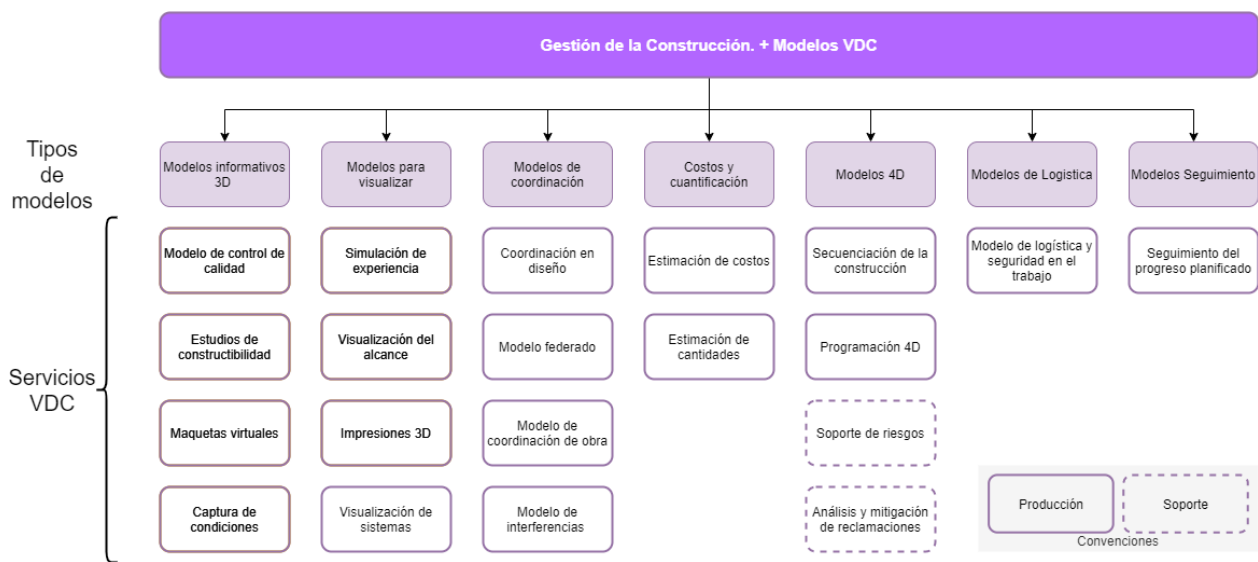 Gestión de la Construcción. + Modelos VDC
Tipos
de
modelos
Modelos informativos
3D
Modelos para
visualizar
Modelos de
coordinación
Costos y
cuantificación
Modelos 4D
Modelos de Logistica
Modelos Seguimiento
Servicios
VDC
Modelo de control de
calidad
Simulación de
experiencia
Coordinación en
diseño
Estimación de costos
Secuenciación de la
construcción
Modelo de logística y
seguridad en el
trabajo
Seguimiento del
progreso planificado
Estudios de
constructibilidad
Visualización del
alcance
Modelo federado
Estimación de
cantidades
Programación 4D
Maquetas virtuales
Impresiones 3D
Modelo de
coordinación de obra
Soporte de riesgos
Captura de
condiciones
Visualización de
sistemas
Modelo de
interferencias
Análisis y mitigación
de reclamaciones
Producción
Soporte
Convenciones